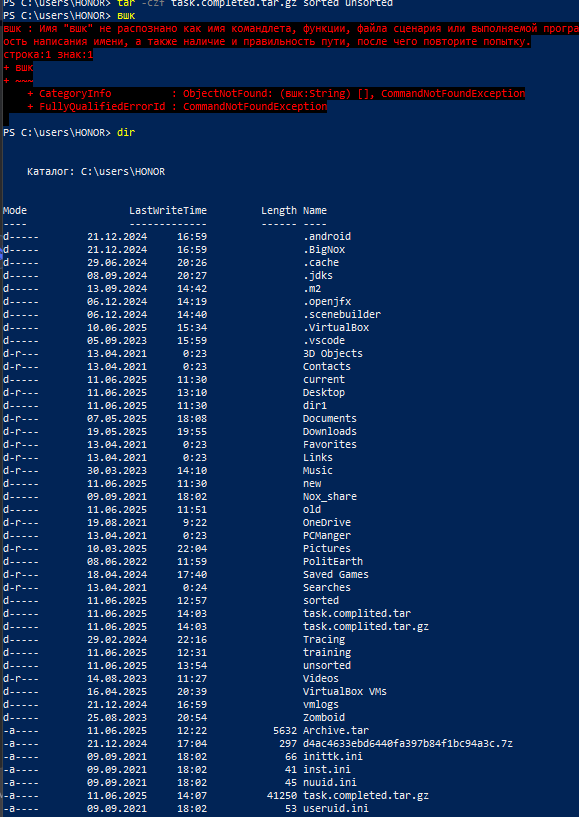 PS C:\users\HONOR> tar -czf task.completed.tar.gz sorted unsorted
PS C:\users\HONOR> вшк
вшк : Имя "вшк" не распознано как имя командлета, функции, файла сценария или выполняемой програ
ость написания имени, а также наличие и правильность пути, после чего повторите попытку.
строка:1 знак:1
+ вшк
+ ~~~
    + CategoryInfo          : ObjectNotFound: (вшк:String) [], CommandNotFoundException
    + FullyQualifiedErrorId : CommandNotFoundException
PS C:\users\HONOR> dir
    Каталог: C:\users\HONOR
Mode                LastWriteTime         Length Name
----                -------------         ------ ----
d-----       21.12.2024     16:59                .android
d-----       21.12.2024     16:59                .BigNox
d-----       29.06.2024     20:26                .cache
d-----       08.09.2024     20:27                .jdks
d-----       13.09.2024     14:42                .m2
d-----       06.12.2024     14:19                .openjfx
d-----       06.12.2024     14:40                .scenebuilder
d-----       10.06.2025     15:34                .VirtualBox
d-----       05.09.2023     15:59                .vscode
d-r---       13.04.2021      0:23                3D Objects
d-r---       13.04.2021      0:23                Contacts
d-----       11.06.2025     11:30                current
d-r---       11.06.2025     13:10                Desktop
d-----       11.06.2025     11:30                dir1
d-r---       07.05.2025     18:08                Documents
d-r---       19.05.2025     19:55                Downloads
d-r---       13.04.2021      0:23                Favorites
d-r---       13.04.2021      0:23                Links
d-r---       30.03.2023     14:10                Music
d-----       11.06.2025     11:30                new
d-----       09.09.2021     18:02                Nox_share
d-----       11.06.2025     11:51                old
d-r---       19.08.2021      9:22                OneDrive
d-----       13.04.2021      0:23                PCManger
d-r---       10.03.2025     22:04                Pictures
d-----       08.06.2022     11:59                PolitEarth
d-r---       18.04.2024     17:40                Saved Games
d-r---       13.04.2021      0:24                Searches
d-----       11.06.2025     12:57                sorted
d-----       11.06.2025     14:03                task.complited.tar
d-----       11.06.2025     14:03                task.complited.tar.gz
d-----       29.02.2024     22:16                Tracing
d-----       11.06.2025     12:31                training
d-----       11.06.2025     13:54                unsorted
d-r---       14.08.2023     11:27                Videos
d-----       16.04.2025     20:39                VirtualBox VMs
d-----       21.12.2024     16:59                vmlogs
d-----       25.08.2023     20:54                Zomboid
-a----       11.06.2025     12:22           5632 Archive.tar
-a----       21.12.2024     17:04            297 d4ac4633ebd6440fa397b84f1bc94a3c.7z
-a----       09.09.2021     18:02             66 inittk.ini
-a----       09.09.2021     18:02             41 inst.ini
-a----       09.09.2021     18:02             45 nuuid.ini
-a----       11.06.2025     14:07          41250 task.completed.tar.gz
-a----       09.09.2021     18:02             53 useruid.ini